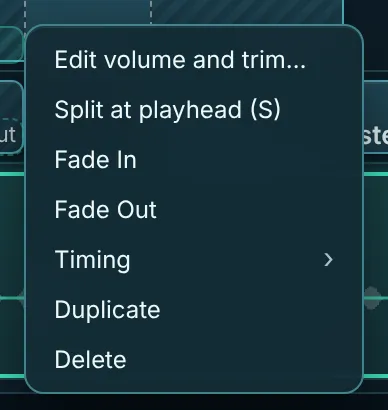 Edit volume and trim...
Split at playhead (S)
Fade In
Fade Out
Timing
Duplicate
Delete